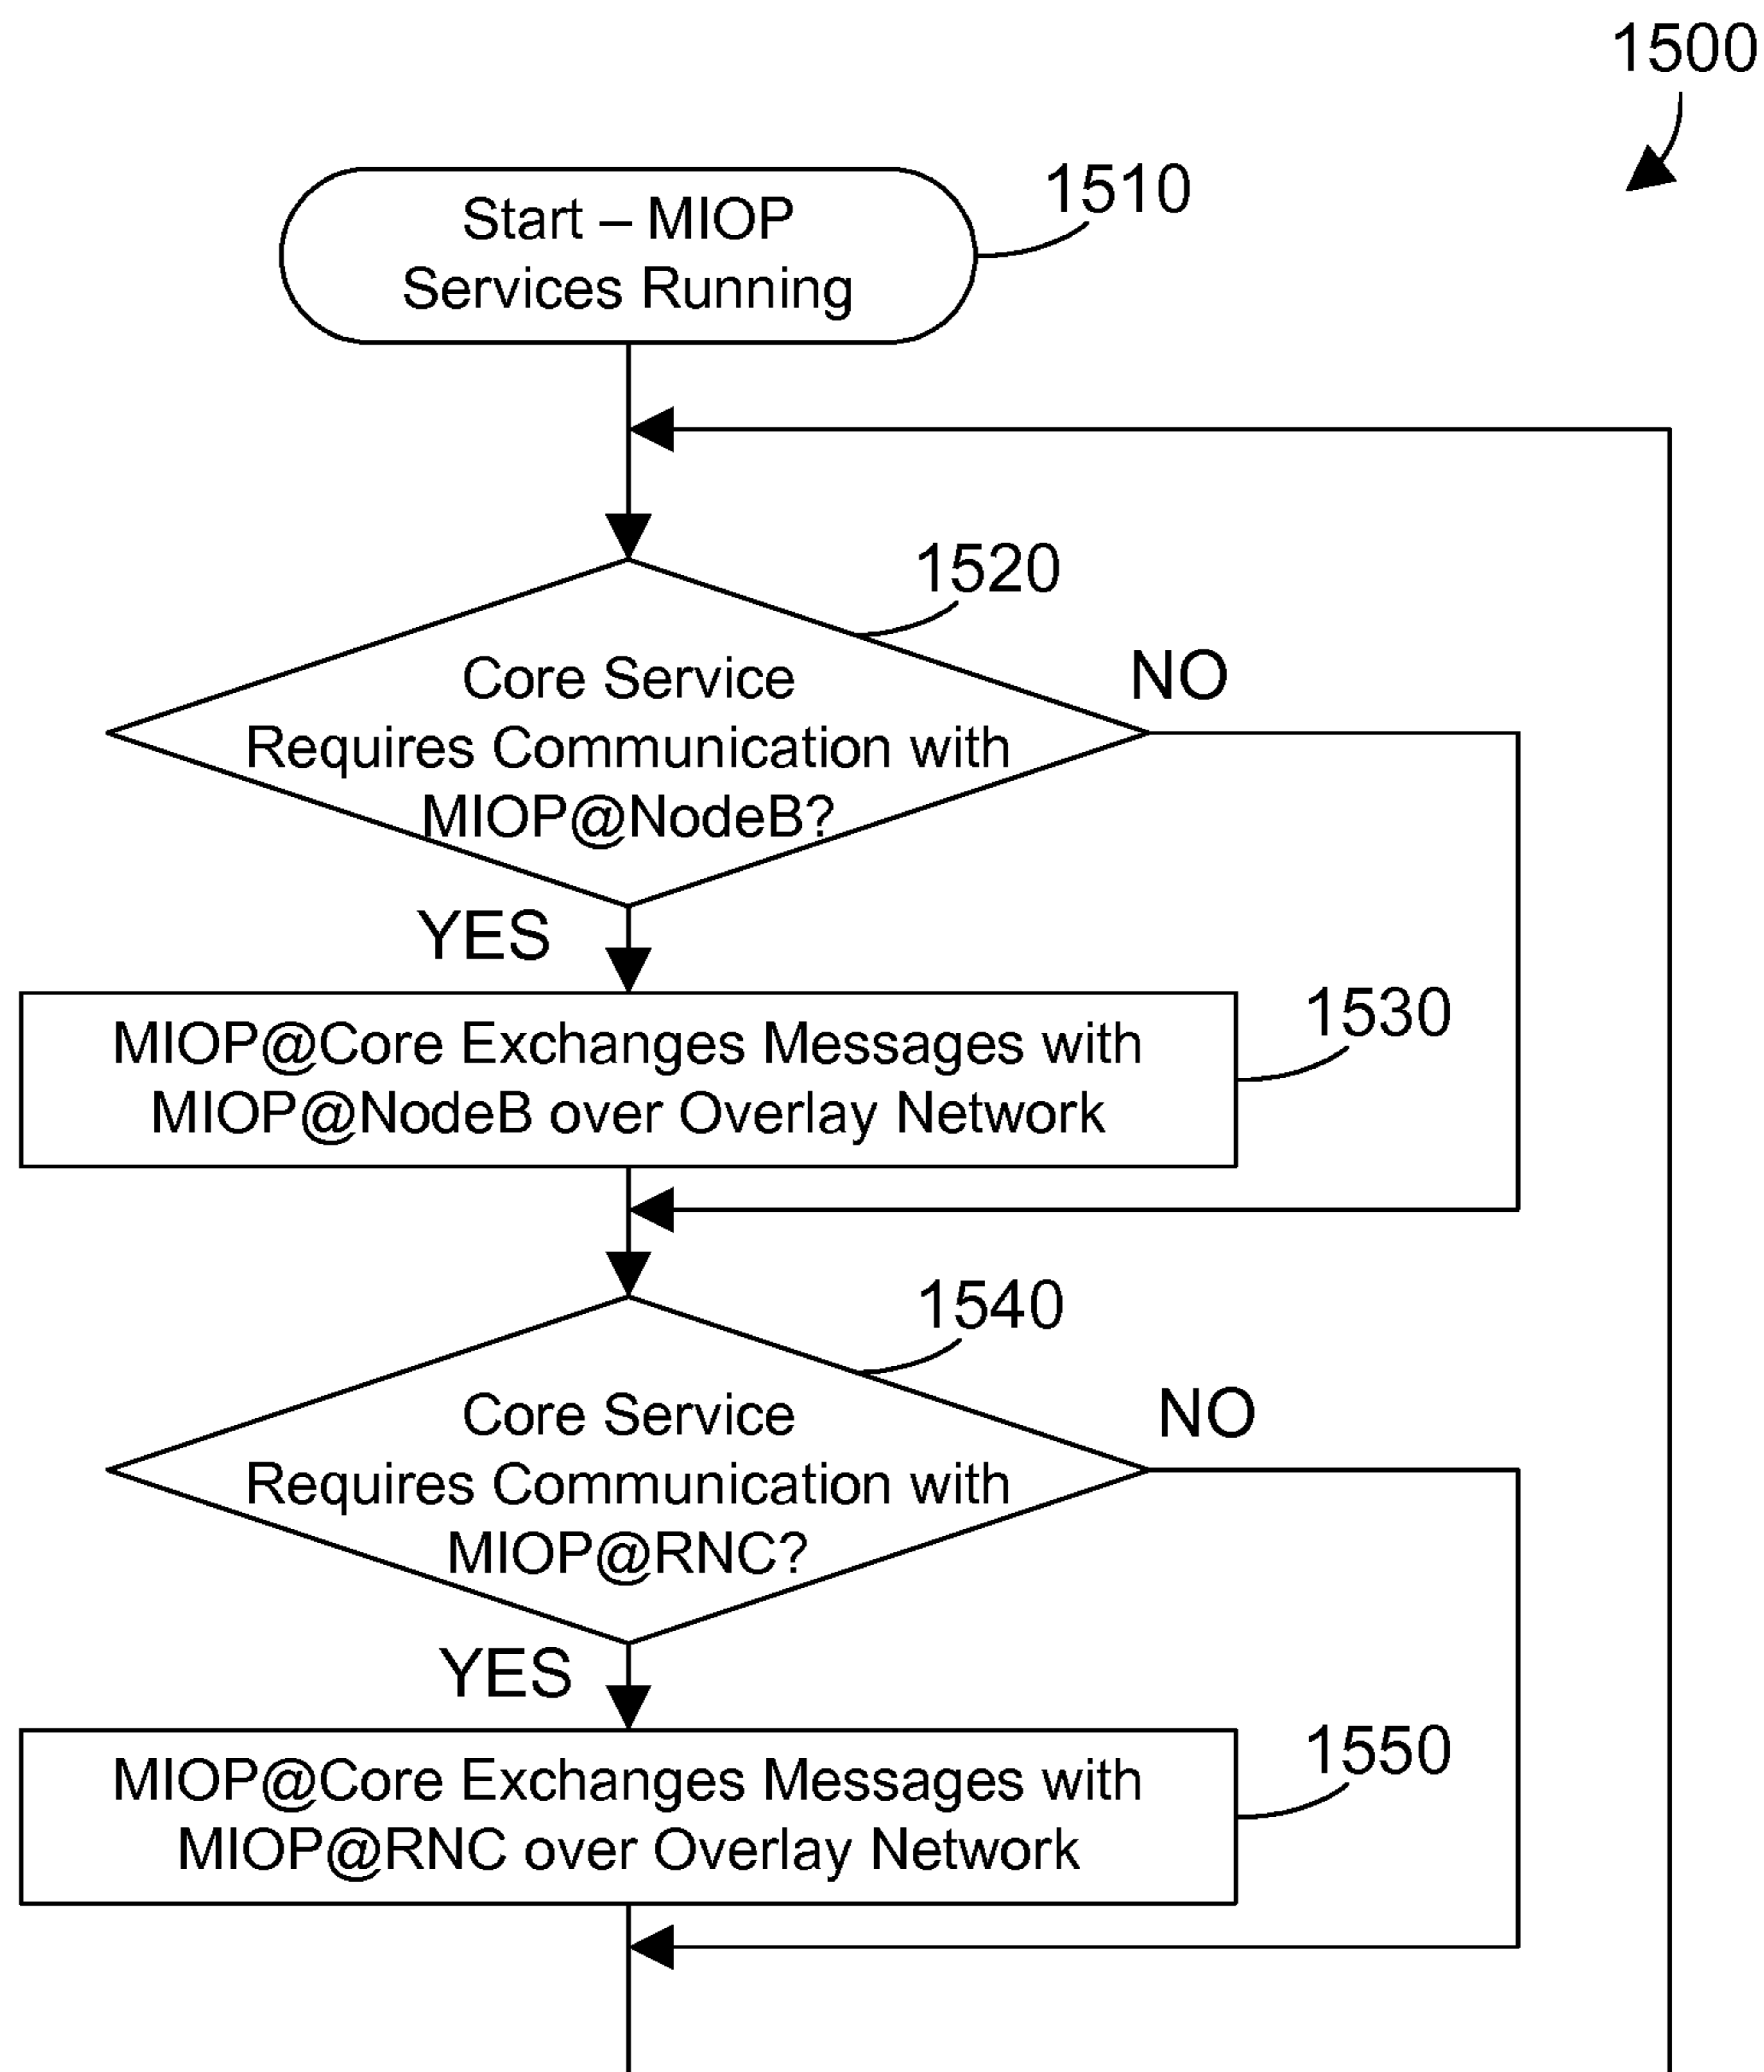 1500
1510
Start – MIOP
Services Running
1520
Core Service
Requires Communication with
MIOP@NodeB?
NO
YES
1530
MIOP@Core Exchanges Messages with
MIOP@NodeB over Overlay Network
1540
Core Service
Requires Communication with
MIOP@RNC?
NO
YES
1550
MIOP@Core Exchanges Messages with
MIOP@RNC over Overlay Network